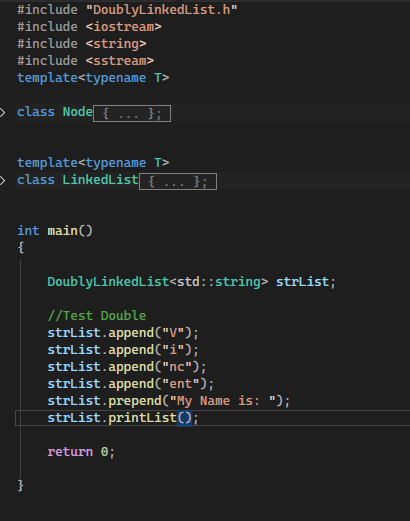 #include "DoublyLinkedList.h"
#include <iostream>
#include <string>
#include <sstream>
template<typename T>
class Node{ ... };
template<typename T>
class LinkedList{ ... };
int main()
{
DoublyLinkedList<std::string> strList;
//Test Double
strList.append("V");
strList.append("i");
strList.append("nc");
strList.append("ent");
strList.prepend("My Name is: ");
strList.printList();
return 0;
}